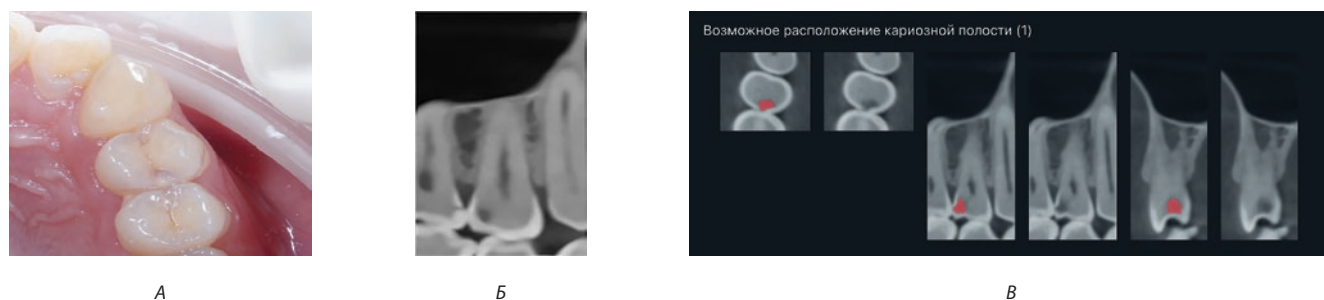 Возможное расположение кариозной полости (1)
А
Б
В